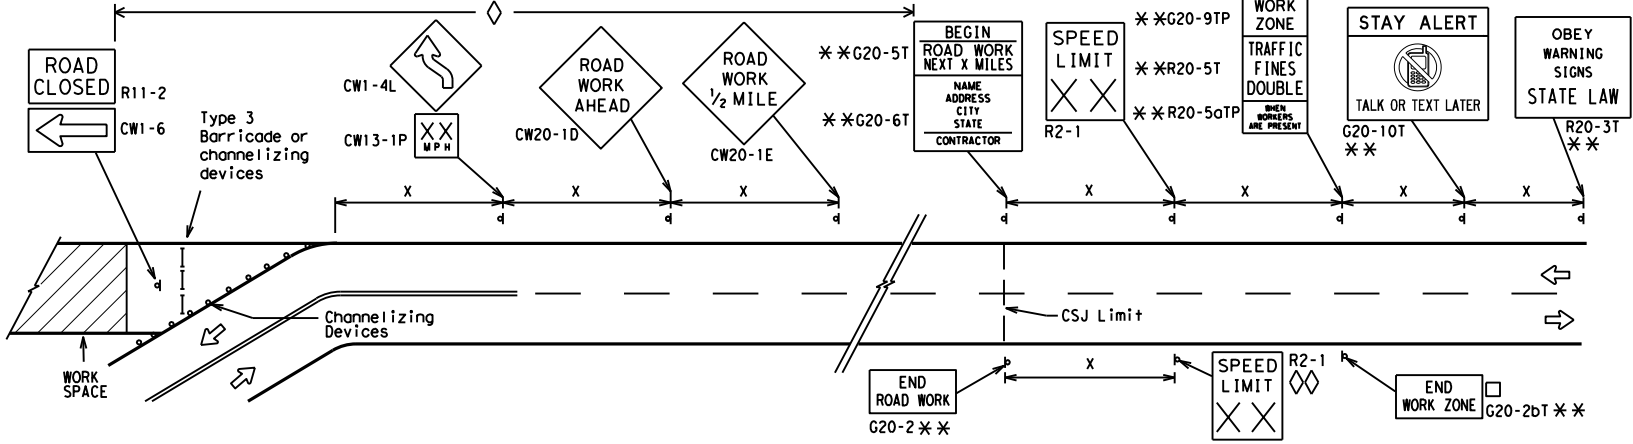 ROAD
CLOSED
R11-2
CW1-6
Type 3
Barricade or
channelizing
devices
CW1-4L
XX
MPH
CW13-1P
ROAD
WORK
AHEAD
CW20-1D
ROAD
WORK
1/2 MILE
CW20-1E
**G20-5T
**G20-6T
BEGIN
ROAD WORK
NEXT X MILES
NAME
ADDRESS
CITY
STATE
CONTRACTOR
SPEED
LIMIT
XX
R2-1
**G20-9TP
**R20-5T
**R20-5aTP
WORK
ZONE
TRAFFIC
FINES
DOUBLE
WHEN
WORKERS
ARE PRESENT
STAY ALERT
TALK OR TEXT LATER
G20-10T
**
OBEY
WARNING
SIGNS
STATE LAW
R20-3T
**
X
X
X
X
X
X
X
Channelizing
Devices
CSJ Limit
WORK
SPACE
X
END
ROAD WORK
G20-2 **
SPEED
LIMIT
XX
R2-1
END
WORK ZONE
G20-2bT **